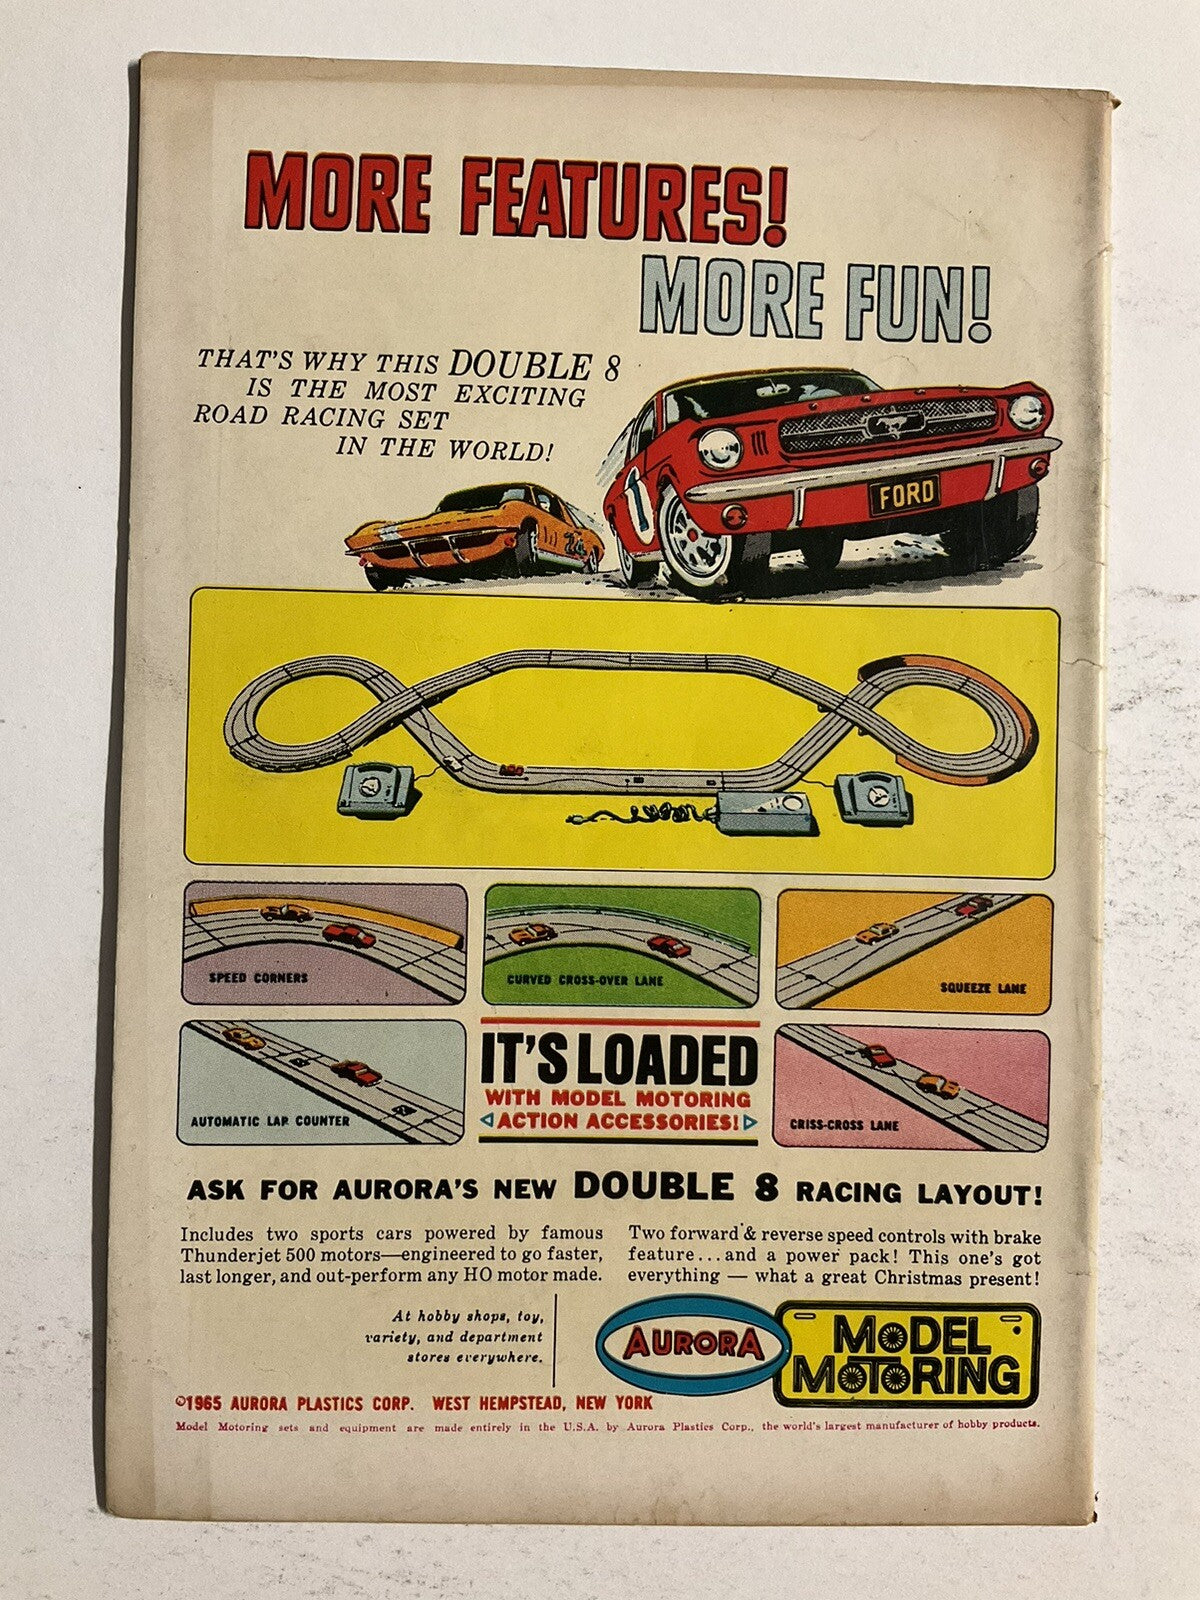 MORE FEATURES!
MORE FUN!
THAT'S WHY THIS DOUBLE 8
IS THE MOST EXCITING
ROAD RACING SET
IN THE WORLD!
FORD
1
SPEED CORNERS
CURVED CROSS-OVER LANE
SQUEEZE LANE
AUTOMATIC LAP COUNTER
IT'S LOADED
WITH MODEL MOTORING
ACTION ACCESSORIES!
CRISS-CROSS LANE
ASK FOR AURORA'S NEW DOUBLE 8 RACING LAYOUT!
Includes two sports cars powered by famous
Thunderjet 500 motors—engineered to go faster,
last longer, and out-perform any HO motor made.
Two forward & reverse speed controls with brake
feature...and a power pack! This one's got
everything — what a great Christmas present!
At hobby shops, toy,
variety, and department
stores everywhere.
AURORA
MODEL
MOTORING
©1965 AURORA PLASTICS CORP. WEST HEMPSTEAD, NEW YORK
Model Motoring sets and equipment are made entirely in the U.S.A. by Aurora Plastics Corp., the world's largest manufacturer of hobby products.